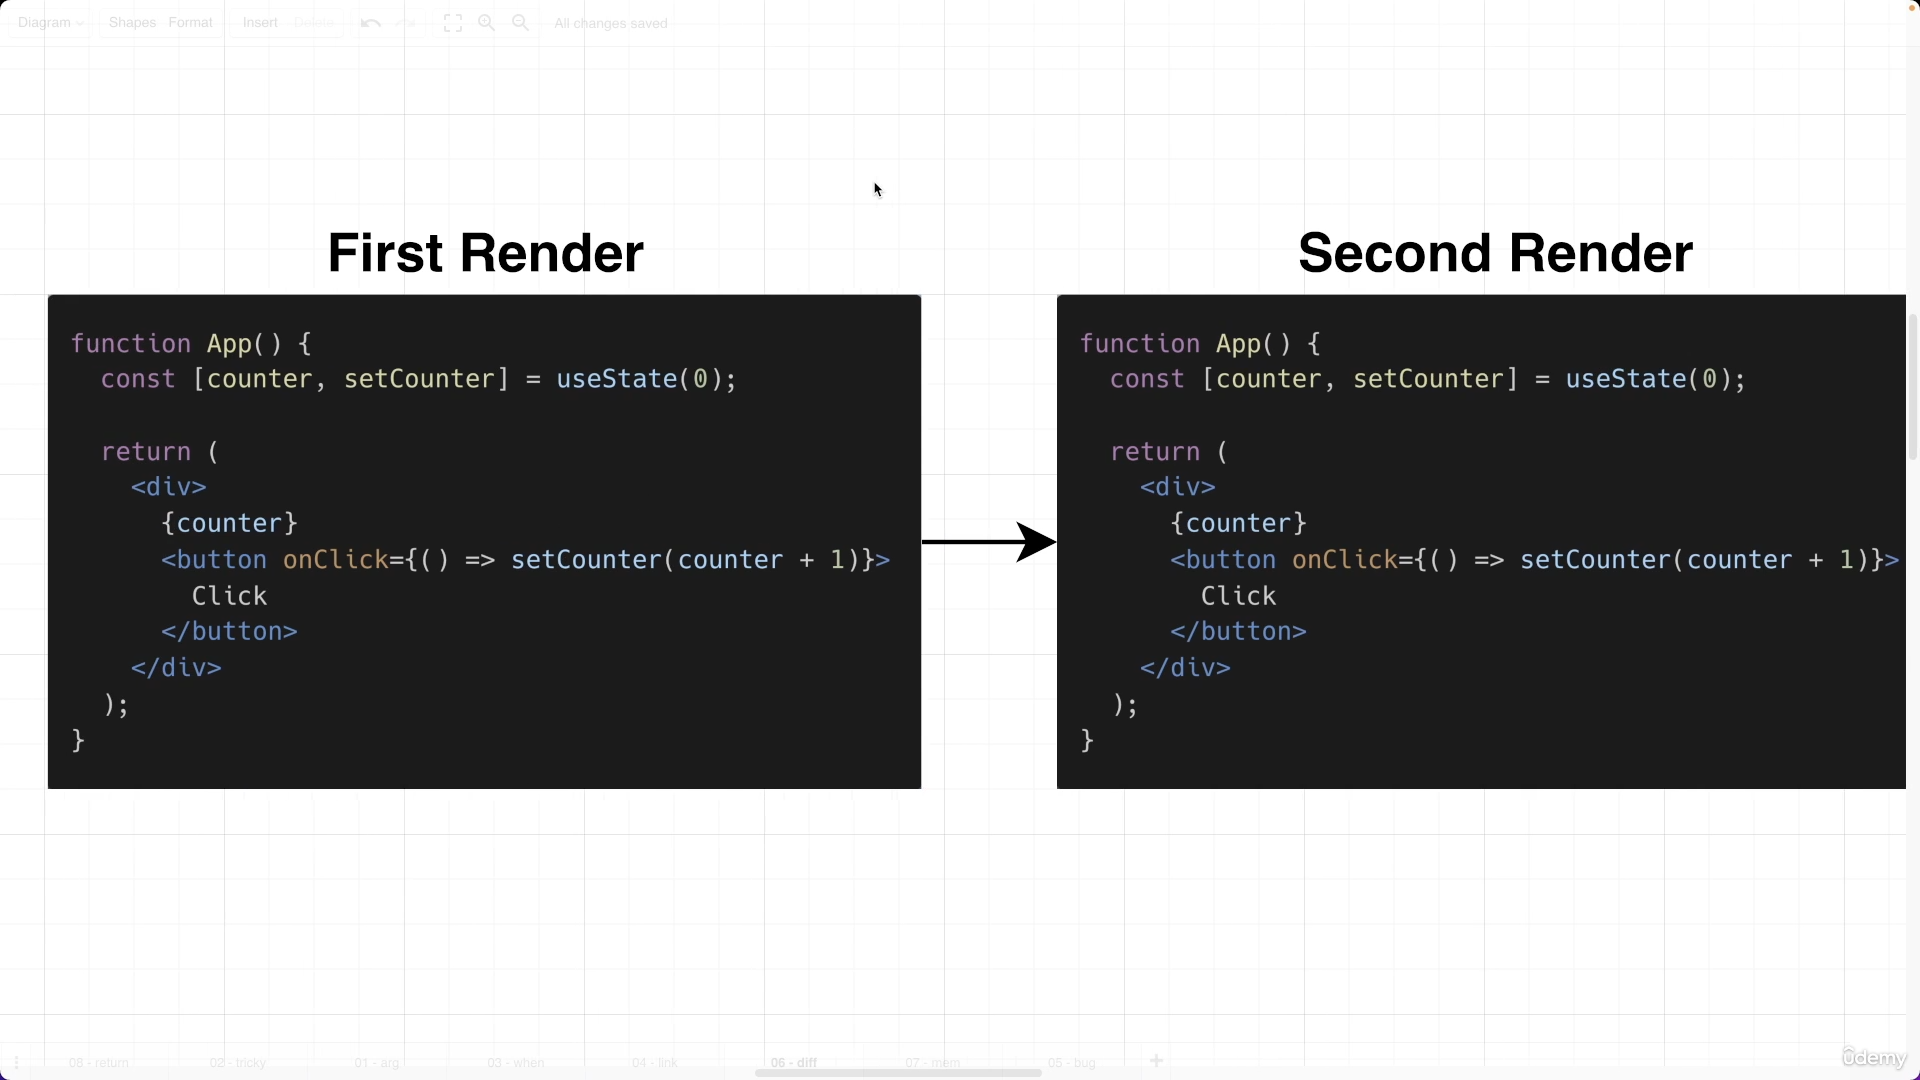 Diagram Shapes Format Insert Delete All changes saved
First Render
function App() {
  const [counter, setCounter] = useState(0);
  return (
    <div>
      {counter}
      <button onClick={() => setCounter(counter + 1)}>
        Click
      </button>
    </div>
  );
}
Second Render
function App() {
  const [counter, setCounter] = useState(0);
  return (
    <div>
      {counter}
      <button onClick={() => setCounter(counter + 1)}>
        Click
      </button>
    </div>
  );
}
08 - return 02 - tricky 01 - arg 03 - when 04 - link 06 - diff 07 - mem 05 - bug
ûdemy